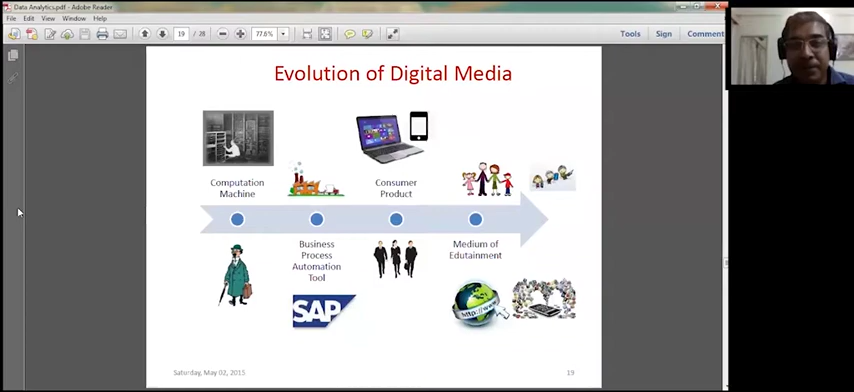 Data Analytics.pdf - Adobe Reader
File Edit View Window Help
19 / 28 77.6% Tools Sign Comment
Evolution of Digital Media
Computation
Machine
Consumer
Product
Business
Process
Automation
Tool
Medium of
Edutainment
SAP
http://www
Saturday, May 02, 2015 19